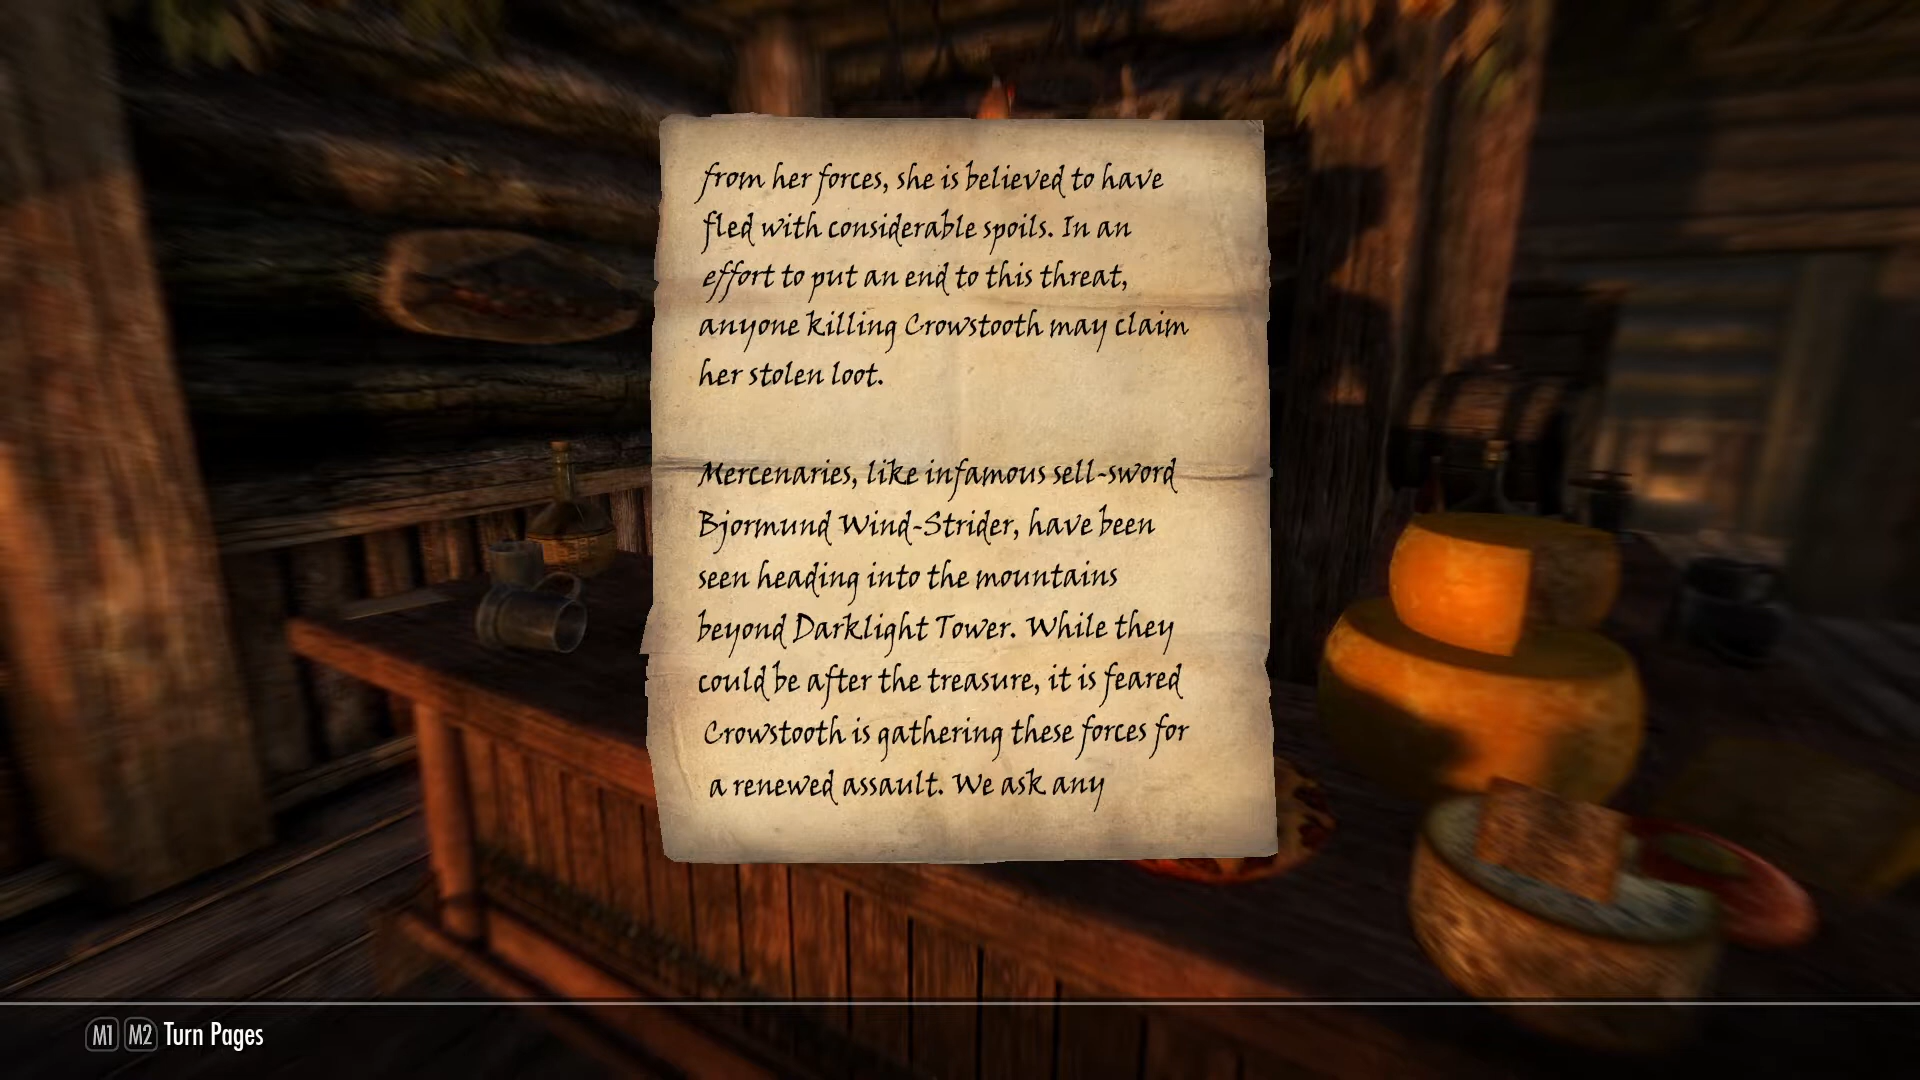 from her forces, she is believed to have
fled with considerable spoils. In an
effort to put an end to this threat,
anyone killing Crowstooth may claim
her stolen loot.
Mercenaries, like infamous sell-sword
Bjormund Wind-Strider, have been
seen heading into the mountains
beyond Darklight Tower. While they
could be after the treasure, it is feared
Crowstooth is gathering these forces for
a renewed assault. We ask any
M1 M2 Turn Pages